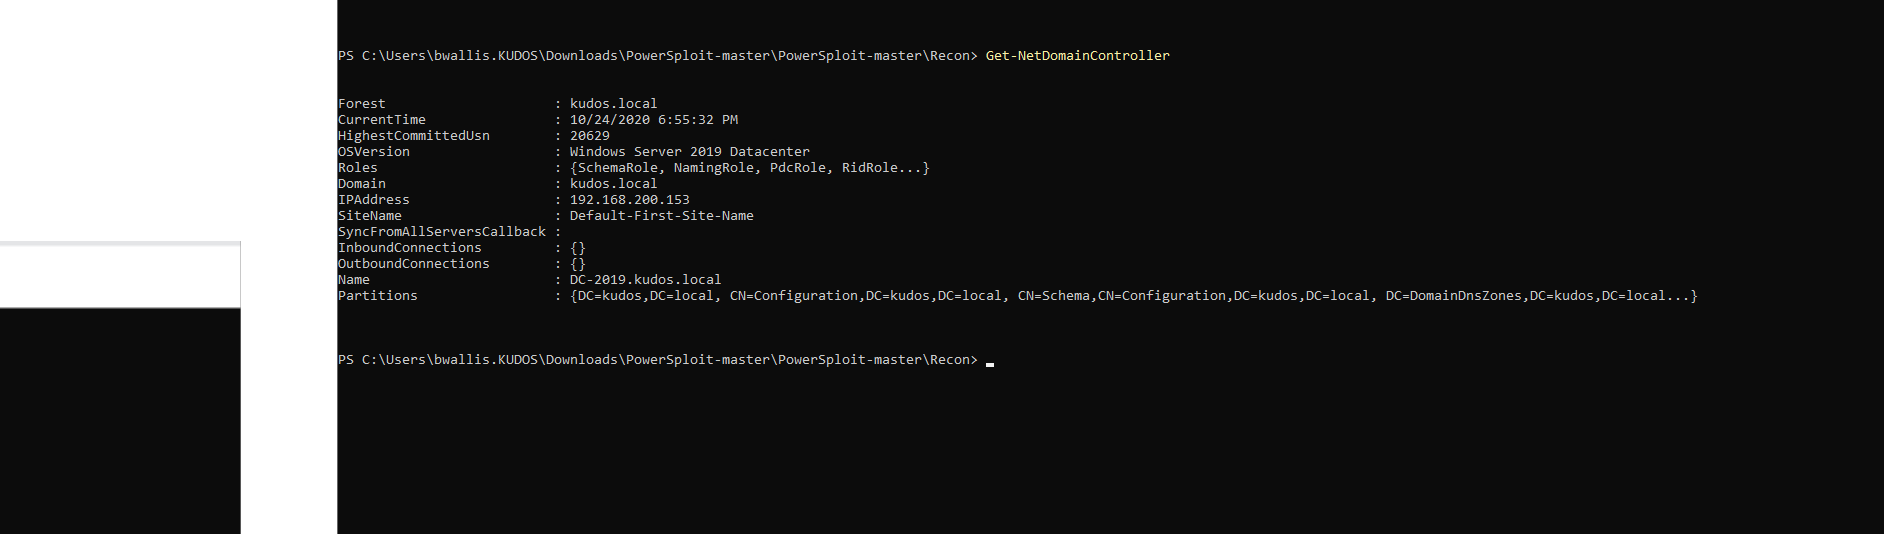 PS C:\Users\bwallis.KUDOS\Downloads\PowerSploit-master\PowerSploit-master\Recon> Get-NetDomainController
Forest                     : kudos.local
CurrentTime                : 10/24/2020 6:55:32 PM
HighestCommittedUsn        : 20629
OSVersion                  : Windows Server 2019 Datacenter
Roles                      : {SchemaRole, NamingRole, PdcRole, RidRole...}
Domain                     : kudos.local
IPAddress                  : 192.168.200.153
SiteName                   : Default-First-Site-Name
SyncFromAllServersCallback :
InboundConnections         : {}
OutboundConnections        : {}
Name                       : DC-2019.kudos.local
Partitions                 : {DC=kudos,DC=local, CN=Configuration,DC=kudos,DC=local, CN=Schema,CN=Configuration,DC=kudos,DC=local, DC=DomainDnsZones,DC=kudos,DC=local...}
PS C:\Users\bwallis.KUDOS\Downloads\PowerSploit-master\PowerSploit-master\Recon>